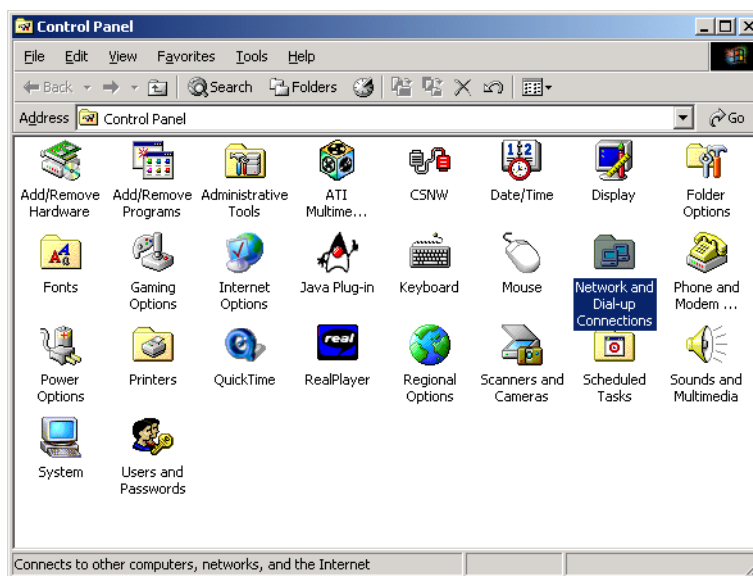 Control Panel
File Edit View Favorites Tools Help
Back Search Folders
Address Control Panel Go
Add/Remove Hardware
Add/Remove Programs
Administrative Tools
ATI Multime...
CSNW
Date/Time
Display
Folder Options
Fonts
Gaming Options
Internet Options
Java Plug-in
Keyboard
Mouse
Network and Dial-up Connections
Phone and Modem ...
Power Options
Printers
QuickTime
RealPlayer
Regional Options
Scanners and Cameras
Scheduled Tasks
Sounds and Multimedia
System
Users and Passwords
Connects to other computers, networks, and the Internet